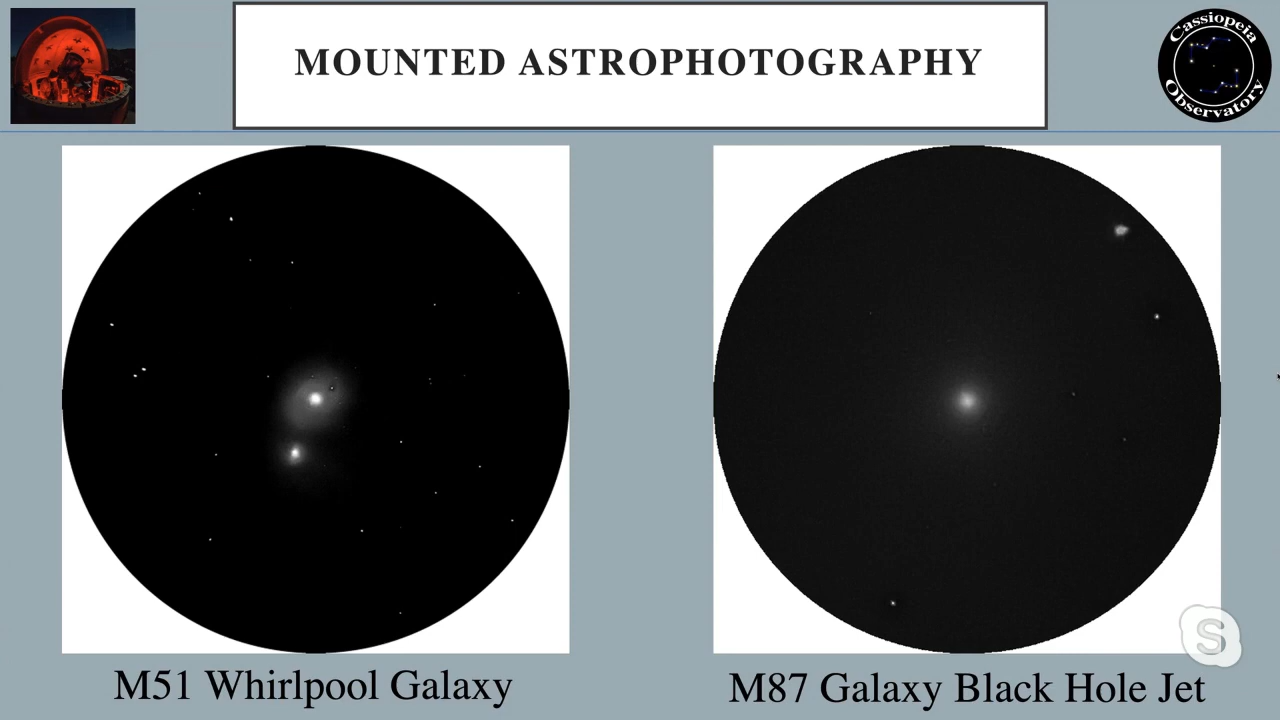 MOUNTED ASTROPHOTOGRAPHY
Cassiopeia
Observatory
M51 Whirlpool Galaxy
M87 Galaxy Black Hole Jet
S